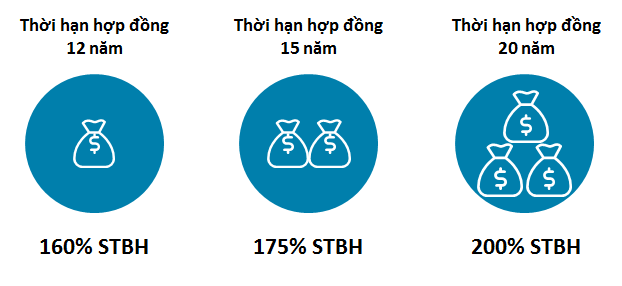 Thời hạn hợp đồng
12 năm
Thời hạn hợp đồng
15 năm
Thời hạn hợp đồng
20 năm
$
$
$
$
$
$
160% STBH
175% STBH
200% STBH